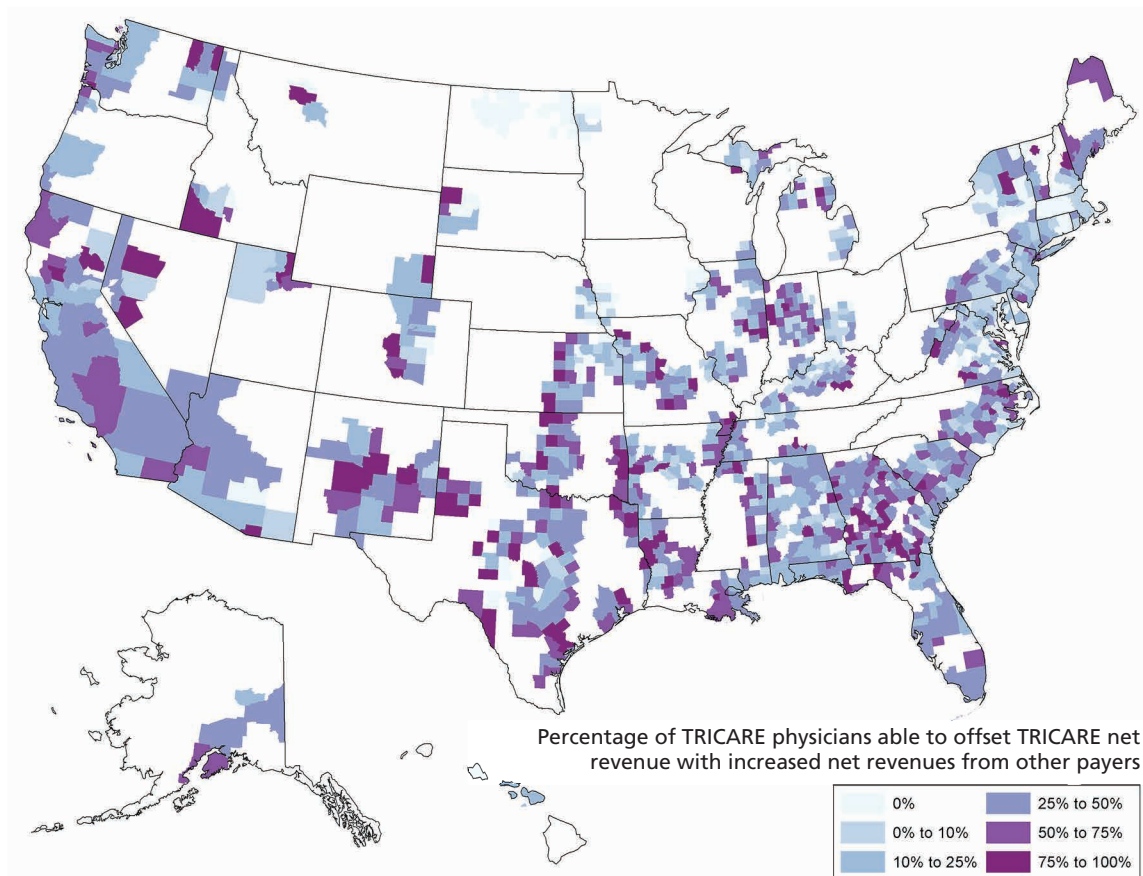 Percentage of TRICARE physicians able to offset TRICARE net
revenue with increased net revenues from other payers
0%
25% to 50%
0% to 10%
50% to 75%
10% to 25%
75% to 100%